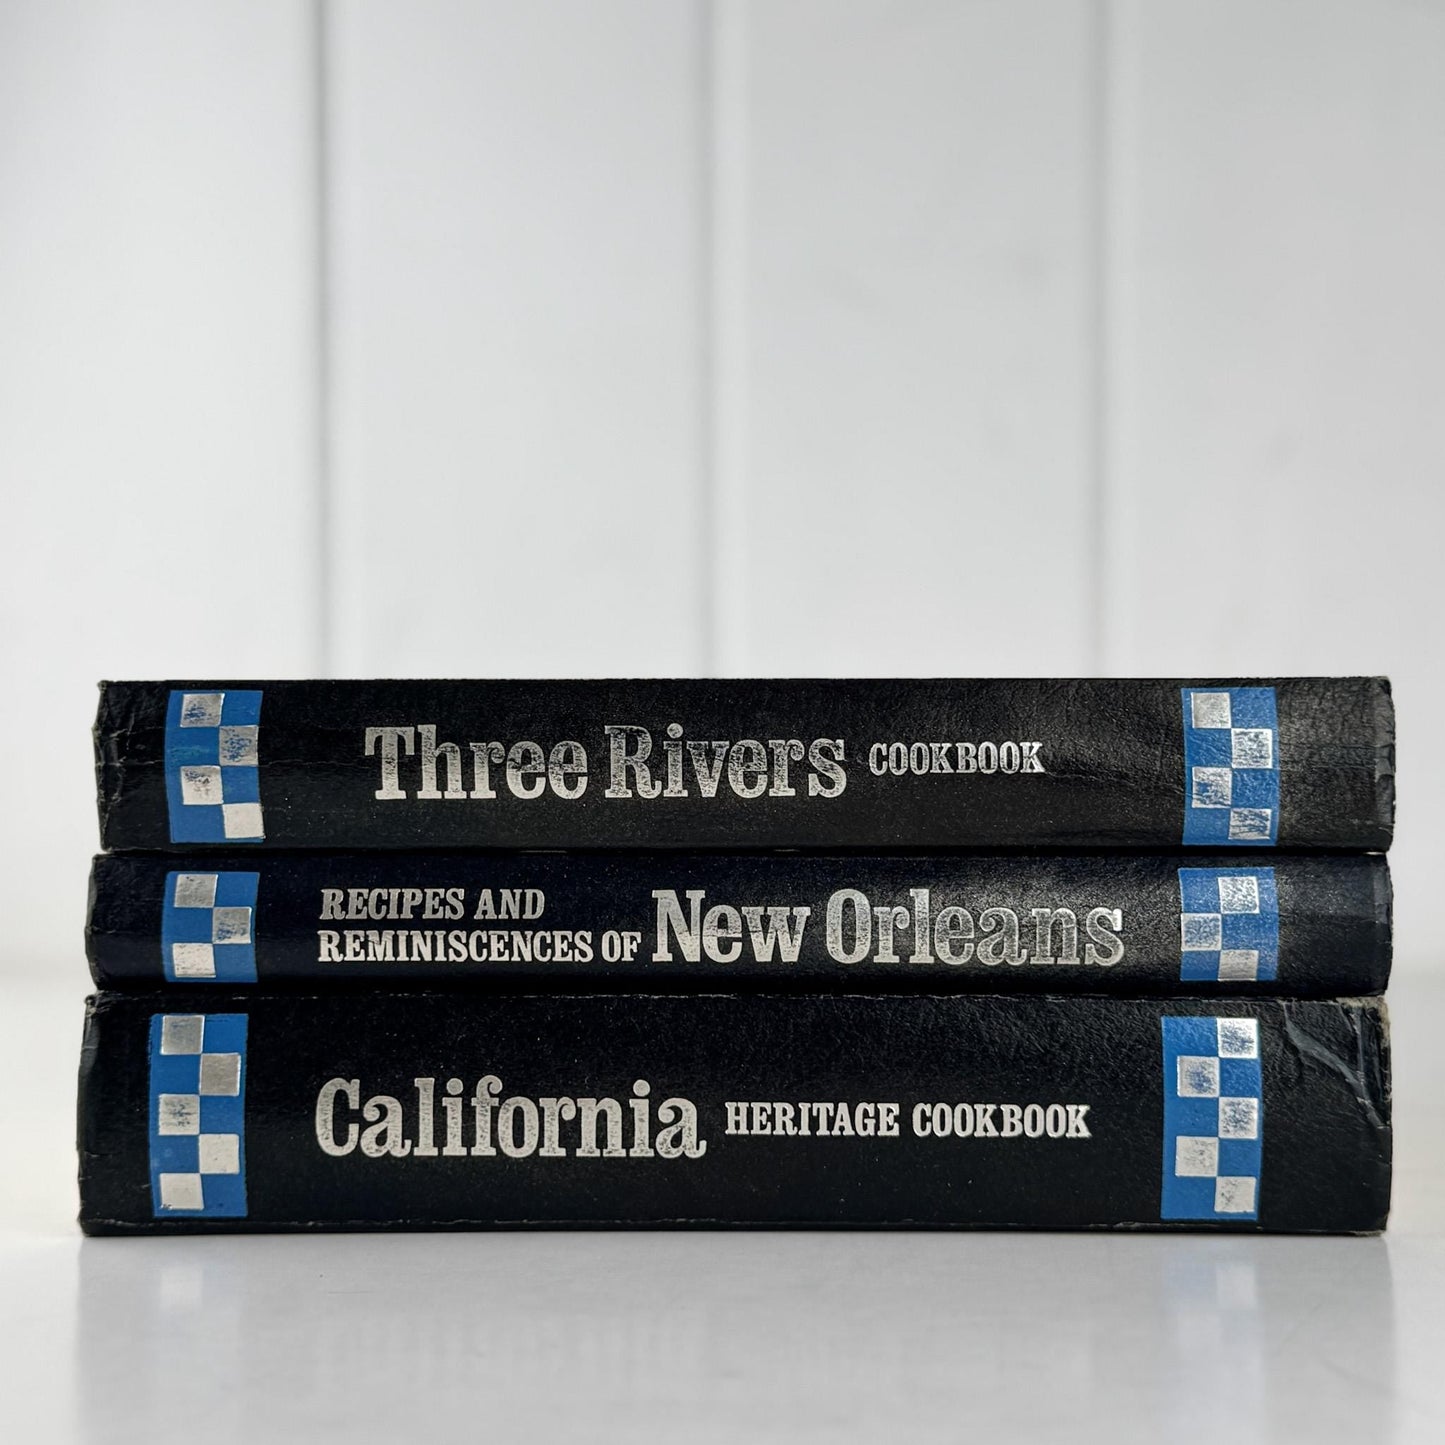 Three Rivers COOKBOOK
RECIPES AND
REMINISCENCES OF New Orleans
California HERITAGE COOKBOOK